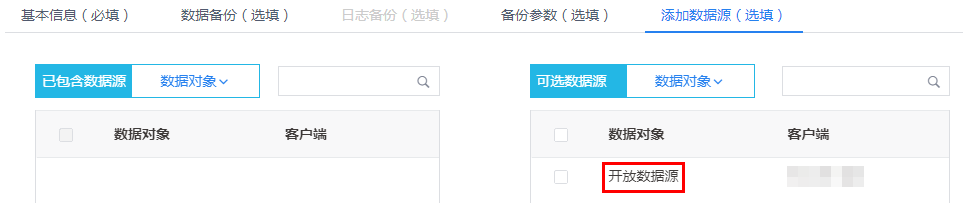 基本信息（必填） 数据备份（选填） 日志备份（选填） 备份参数（选填） 添加数据源（选填）
已包含数据源 数据对象 可选数据源 数据对象
数据对象 客户端 数据对象 客户端
开放数据源